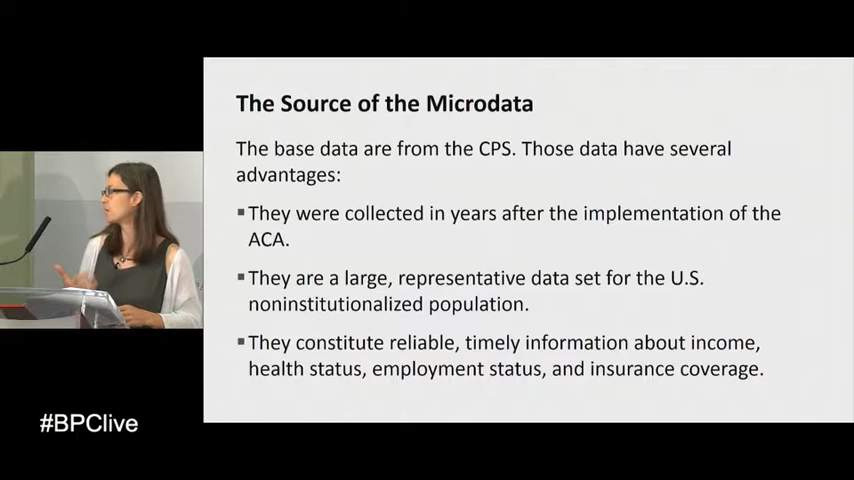 The Source of the Microdata
The base data are from the CPS. Those data have several
advantages:
▪They were collected in years after the implementation of the
ACA.
▪They are a large, representative data set for the U.S.
noninstitutionalized population.
▪They constitute reliable, timely information about income,
health status, employment status, and insurance coverage.
#BPClive